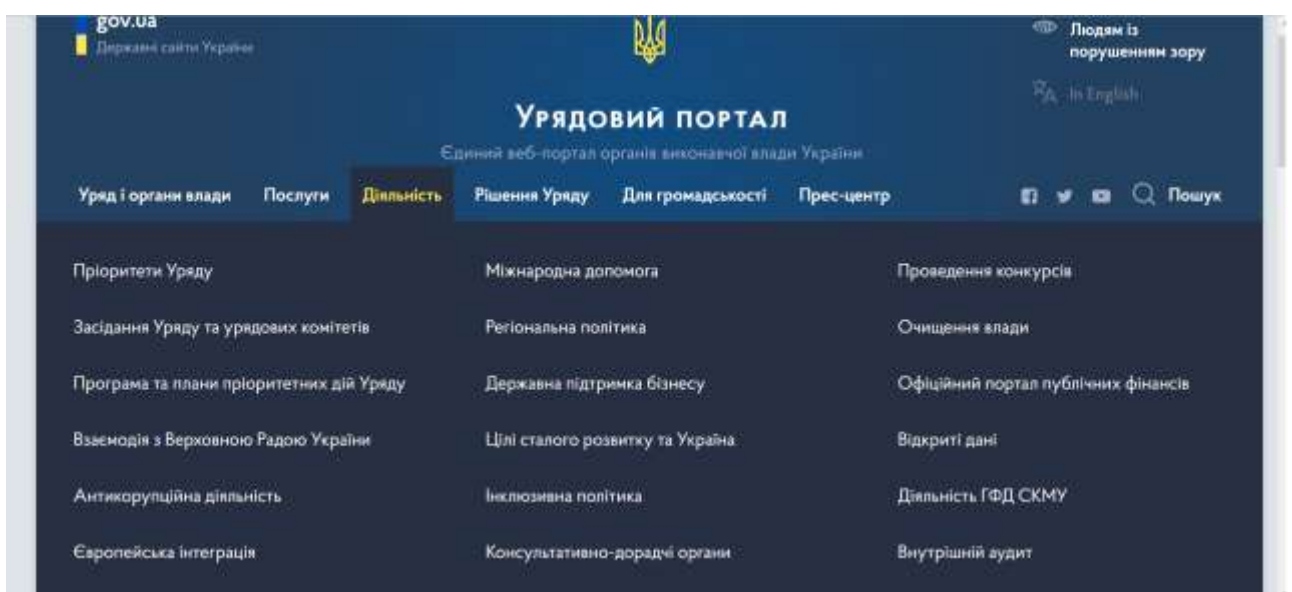 gov.ua
Державні сайти України
Людям із
порушенням зору
In English
Урядовий портал
Єдиний веб-портал органів виконавчої влади України
Уряд і органи влади Послуги Діяльність Рішення Уряду Для громадськості Прес-центр Пошук
Пріоритети Уряду Міжнародна допомога Проведення конкурсів
Засідання Уряду та урядових комітетів Регіональна політика Очищення влади
Програма та плани пріоритетних дій Уряду Державна підтримка бізнесу Офіційний портал публічних фінансів
Взаємодія з Верховною Радою України Цілі сталого розвитку та Україна Відкриті дані
Антикорупційна діяльність Інклюзивна політика Діяльність ГФД СКМУ
Європейська інтеграція Консультативно-дорадчі органи Внутрішній аудит